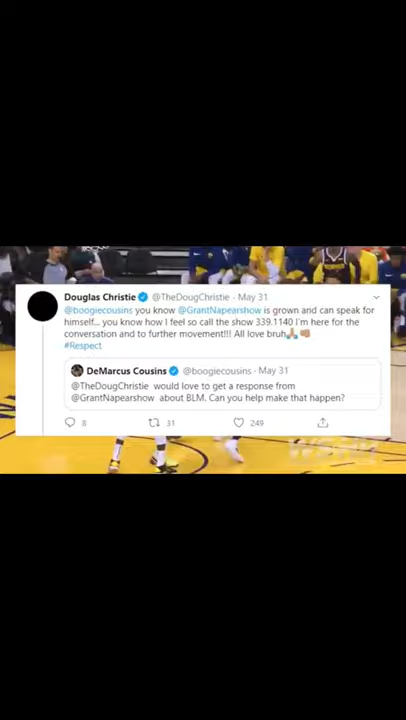 Douglas Christie @TheDougChristie · May 31
@boogiecousins you know @GrantNapearshow is grown and can speak for
himself... you know how I feel so call the show 339.1140 I'm here for the
conversation and to further movement!!! All love bruh🙏🏽👊🏽
#Respect
DeMarcus Cousins @boogiecousins · May 31
@TheDougChristie would love to get a response from
@GrantNapearshow about BLM. Can you help make that happen?
8 31 249